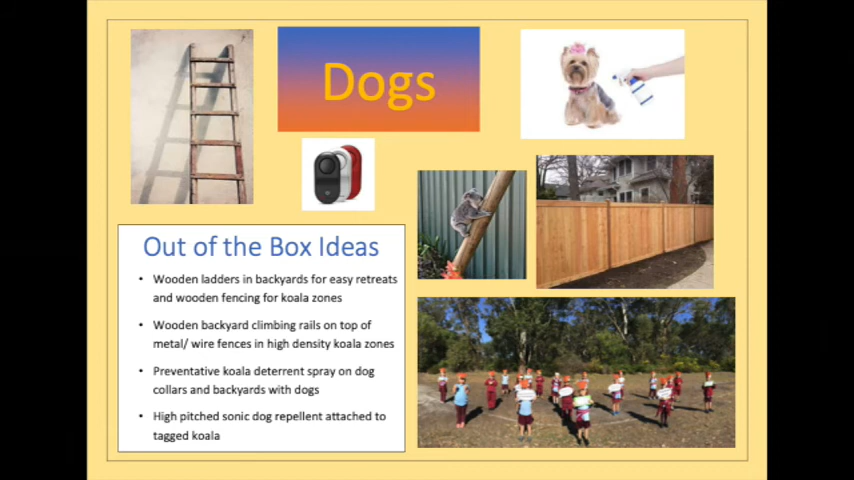 Dogs
Out of the Box Ideas
• Wooden ladders in backyards for easy retreats
and wooden fencing for koala zones
• Wooden backyard climbing rails on top of
metal/ wire fences in high density koala zones
• Preventative koala deterrent spray on dog
collars and backyards with dogs
• High pitched sonic dog repellent attached to
tagged koala